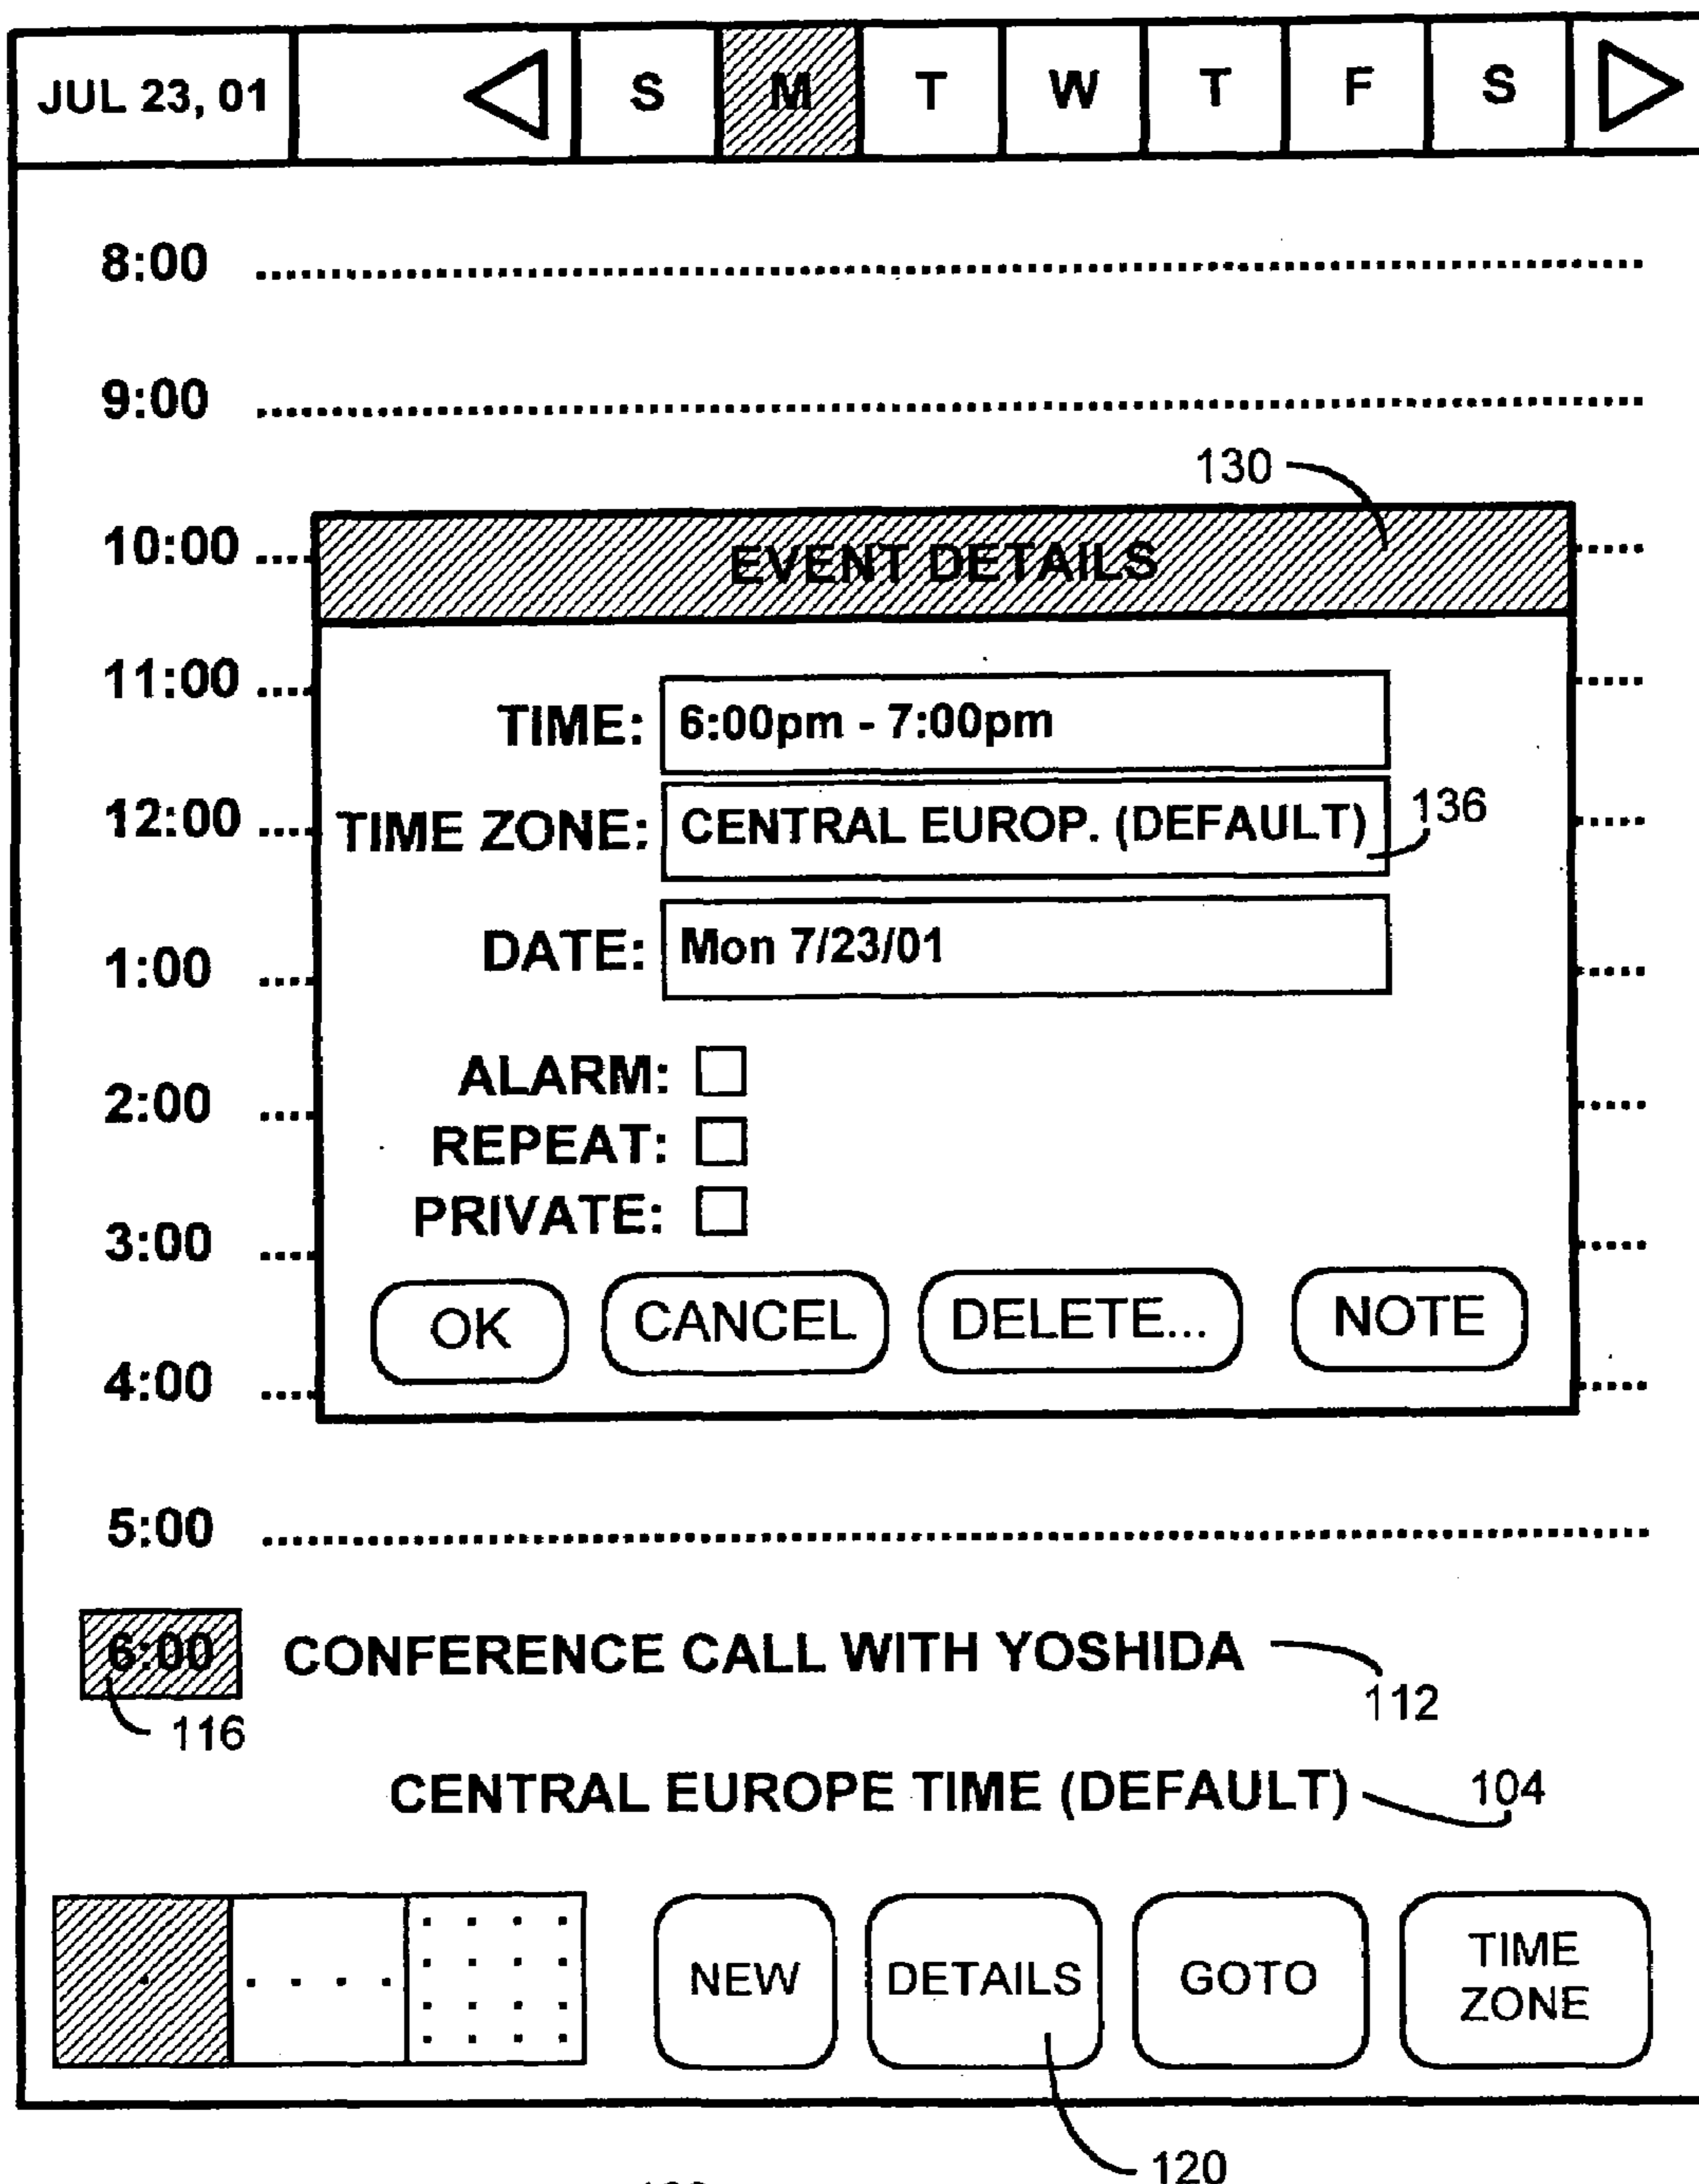 JUL 23, 01 S M T W T F S
8:00
9:00
130
10:00 EVENT DETAILS
11:00
TIME: 6:00pm - 7:00pm
12:00 TIME ZONE: CENTRAL EUROP. (DEFAULT) 136
1:00 DATE: Mon 7/23/01
ALARM:
2:00
REPEAT:
PRIVATE:
3:00
OK CANCEL DELETE... NOTE
4:00
5:00
6:00 CONFERENCE CALL WITH YOSHIDA
112
116
CENTRAL EUROPE TIME (DEFAULT) 104
NEW DETAILS GOTO TIME ZONE
120